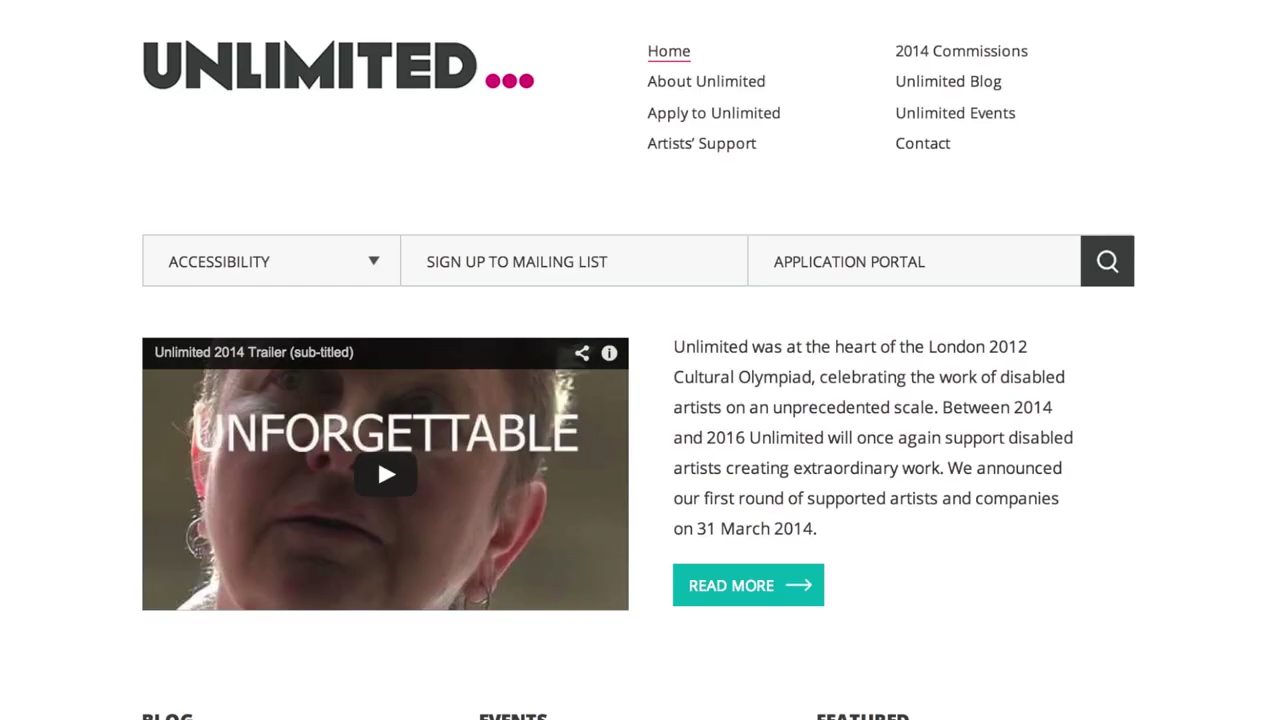 UNLIMITED...
Home
About Unlimited
Apply to Unlimited
Artists’ Support
2014 Commissions
Unlimited Blog
Unlimited Events
Contact
ACCESSIBILITY
SIGN UP TO MAILING LIST
APPLICATION PORTAL
Unlimited 2014 Trailer (sub-titled)
UNFORGETTABLE
Unlimited was at the heart of the London 2012
Cultural Olympiad, celebrating the work of disabled
artists on an unprecedented scale. Between 2014
and 2016 Unlimited will once again support disabled
artists creating extraordinary work. We announced
our first round of supported artists and companies
on 31 March 2014.
READ MORE
BLOG
EVENTS
FEATURED